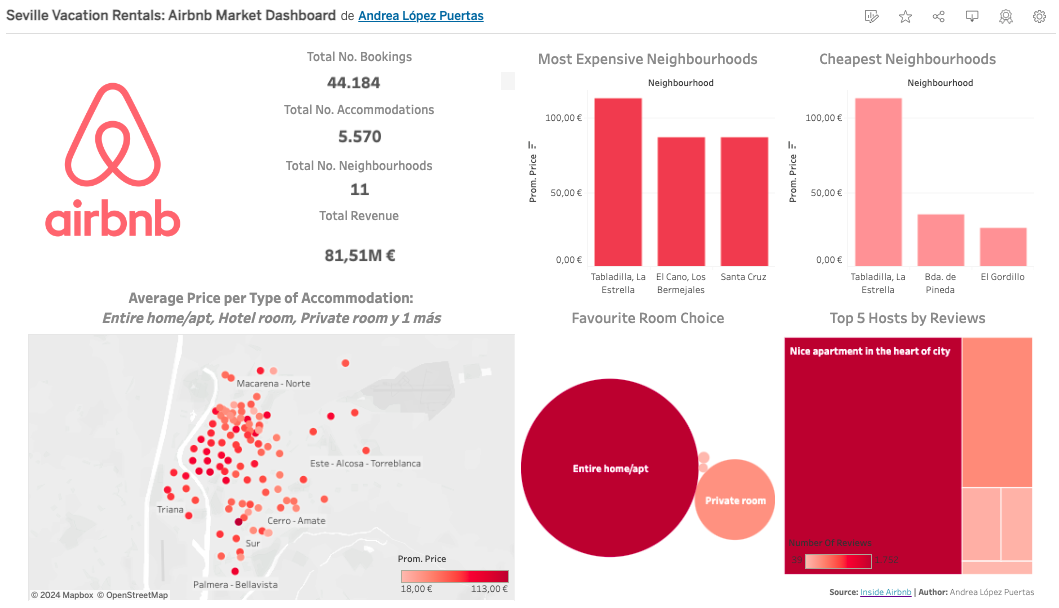 Seville Vacation Rentals: Airbnb Market Dashboard de Andrea López Puertas
airbnb
Total No. Bookings
44.184
Total No. Accommodations
5.570
Total No. Neighbourhoods
11
Total Revenue
81,51M €
Most Expensive Neighbourhoods
Neighbourhood
Prom. Price
100,00 €
50,00 €
0,00 €
Tabladilla, La
Estrella
El Cano, Los
Bermejales
Santa Cruz
Cheapest Neighbourhoods
Neighbourhood
Prom. Price
100,00 €
50,00 €
0,00 €
Tabladilla, La
Estrella
Bda. de
Pineda
El Gordillo
Average Price per Type of Accommodation:
Entire home/apt, Hotel room, Private room y 1 más
Macarena - Norte
Este - Alcosa - Torreblanca
Triana
Cerro - Amate
Sur
Palmera - Bellavista
Prom. Price
18,00 €
113,00 €
© 2024 Mapbox © OpenStreetMap
Favourite Room Choice
Entire home/apt
Private room
Top 5 Hosts by Reviews
Nice apartment in the heart of city
Number Of Reviews
Source: Inside Airbnb | Author: Andrea López Puertas